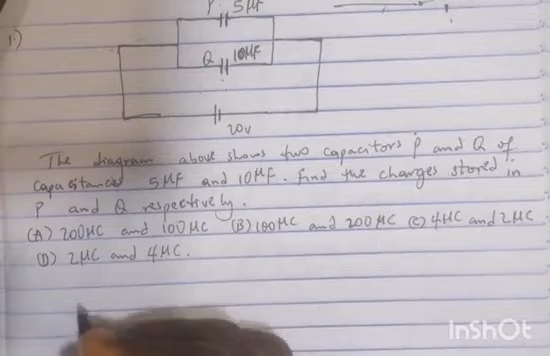 P 5µF
1.)
Q 10µF
20V
The diagram above shows two capacitors P and Q of
Capacitances 5µF and 10µF. Find the charges stored in
P and Q respectively.
(A) 200µC and 100µC (B) 100µC and 200µC (C) 4µC and 2µC
(D) 2µC and 4µC.
InShOt